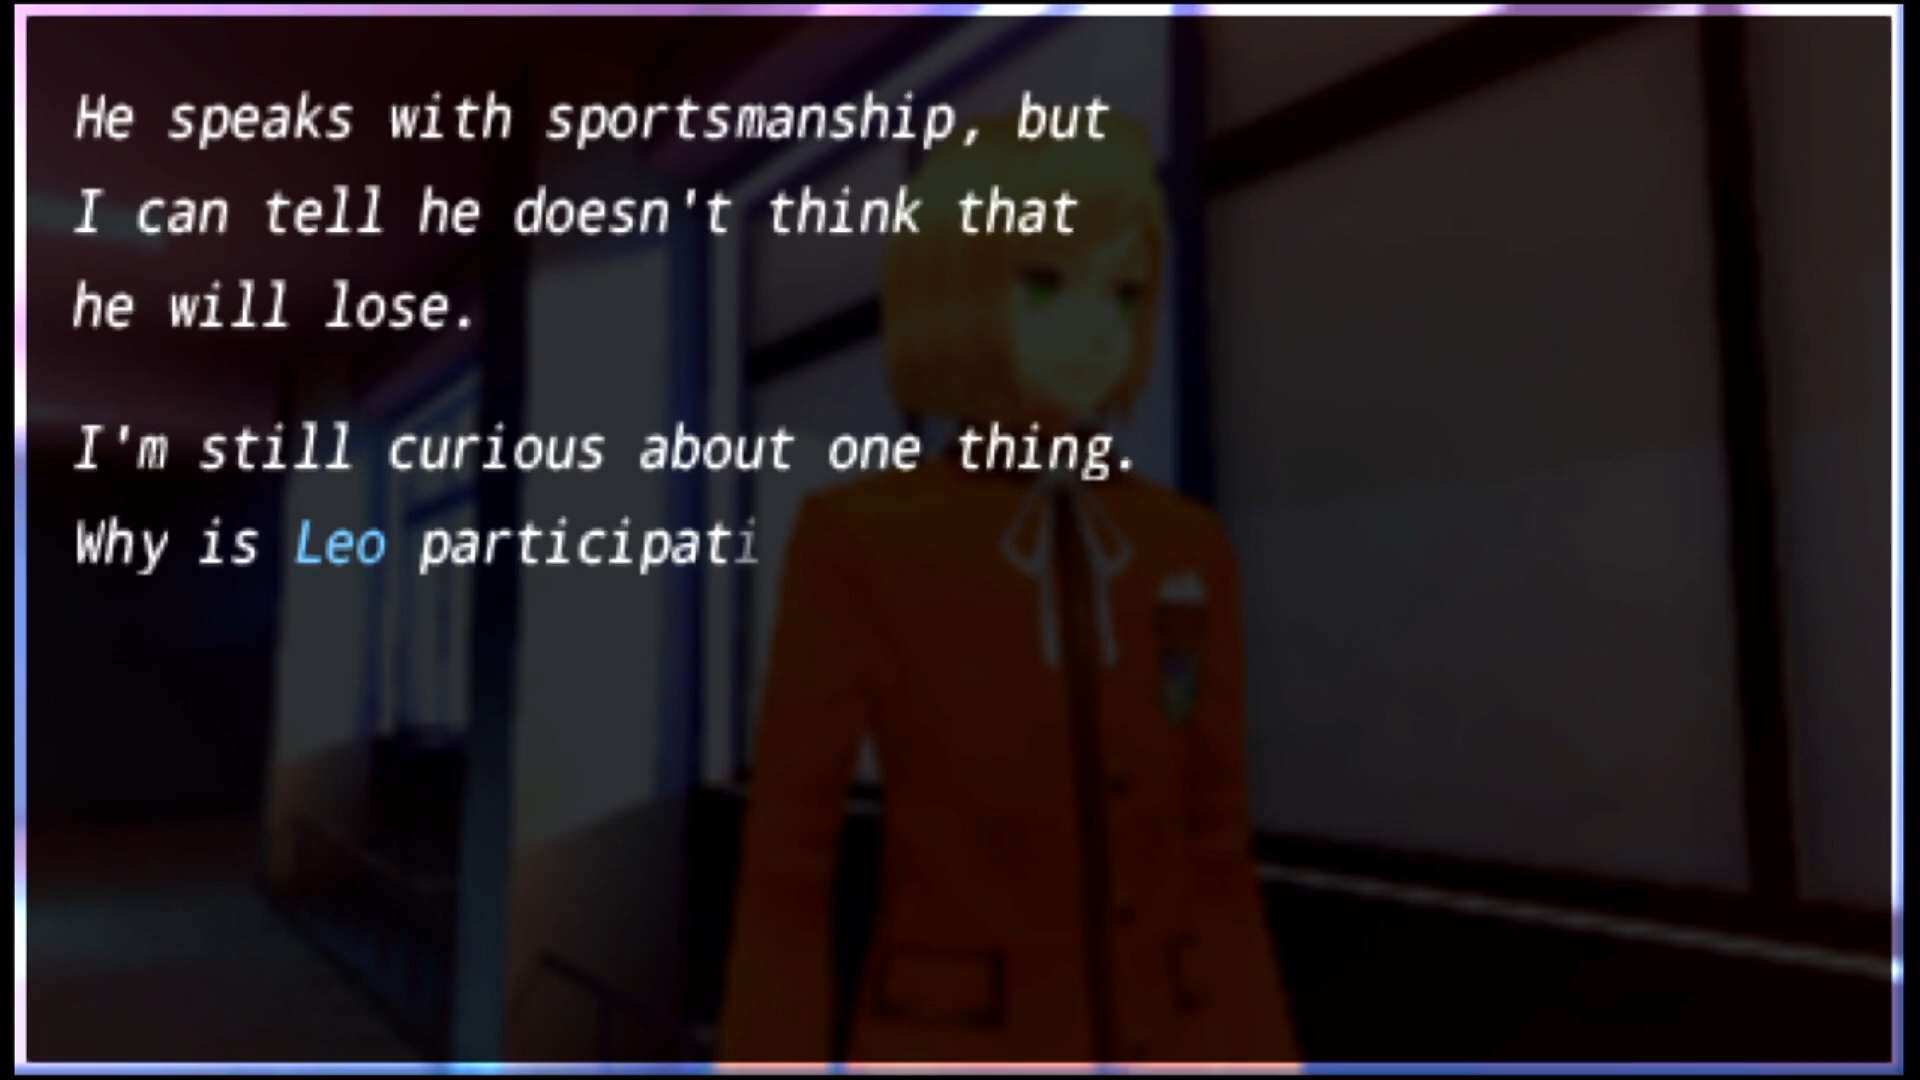 He speaks with sportsmanship, but
I can tell he doesn't think that
he will lose.
I'm still curious about one thing.
Why is Leo participati